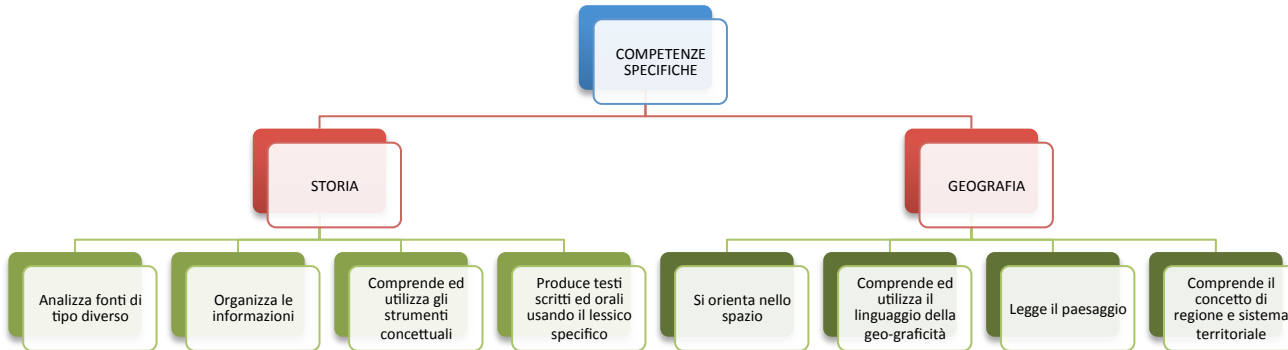 COMPETENZE
SPECIFICHE
STORIA
GEOGRAFIA
Analizza fonti di
tipo diverso
Organizza le
informazioni
Comprende ed
utilizza gli
strumenti
concettuali
Produce testi
scritti ed orali
usando il lessico
specifico
Si orienta nello
spazio
Comprende ed
utilizza il
linguaggio della
geo-graficità
Legge il paesaggio
Comprende il
concetto di
regione e sistema
territoriale